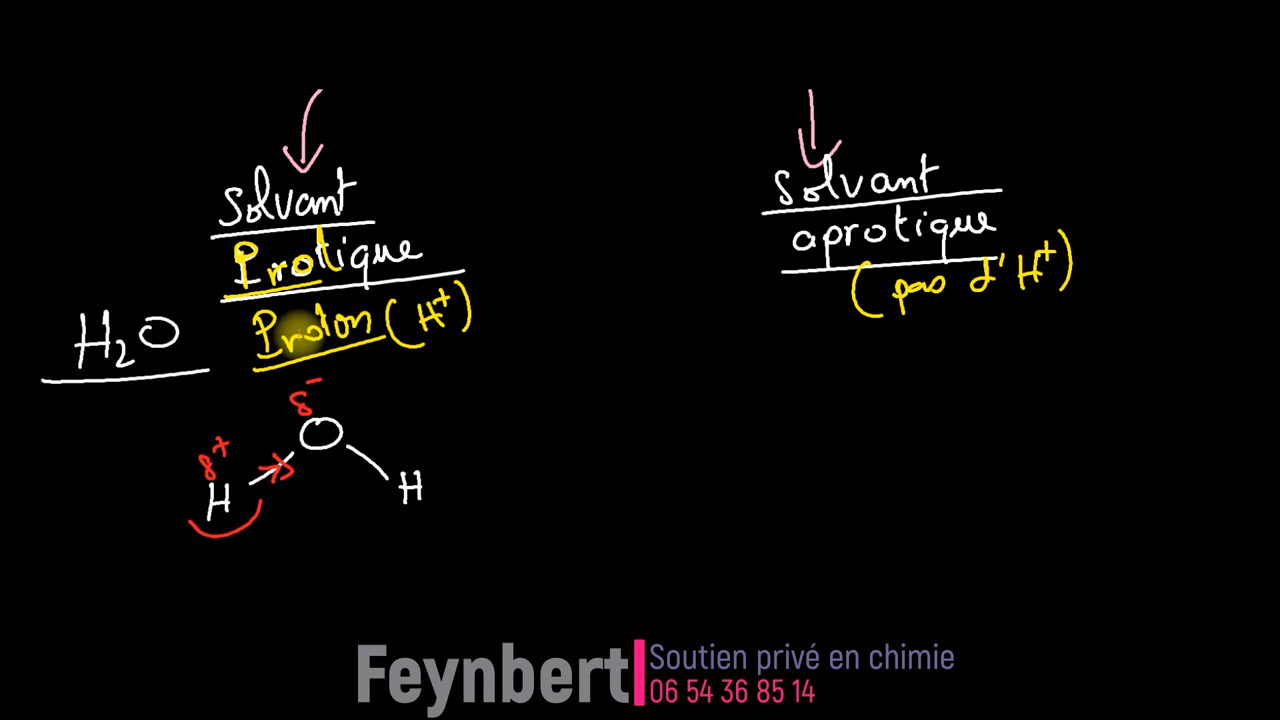 Solvant
Protique
Proton (H+)
H2O
δ-
O
δ+
H
H
Solvant
aprotique
(pas d'H+)
Feynbert
Soutien privé en chimie
06 54 36 85 14